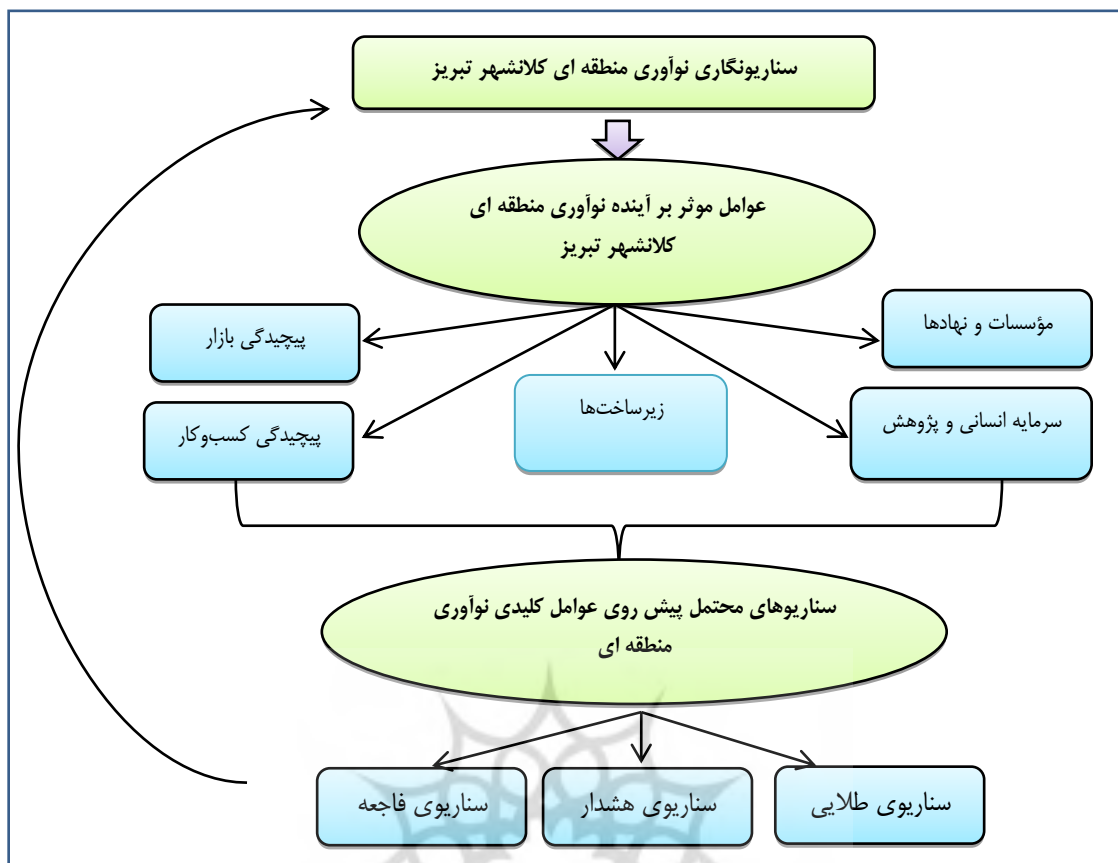 سناریونگاری نوآوری منطقه ای کلانشهر تبریز
عوامل موثر بر آینده نوآوری منطقه ای
کلانشهر تبریز
مؤسسات و نهادها
پیچیدگی بازار
زیرساخت‌ها
سرمایه انسانی و پژوهش
پیچیدگی کسب‌وکار
سناریوهای محتمل پیش روی عوامل کلیدی نوآوری
منطقه ای
سناریوی طلایی
سناریوی هشدار
سناریوی فاجعه